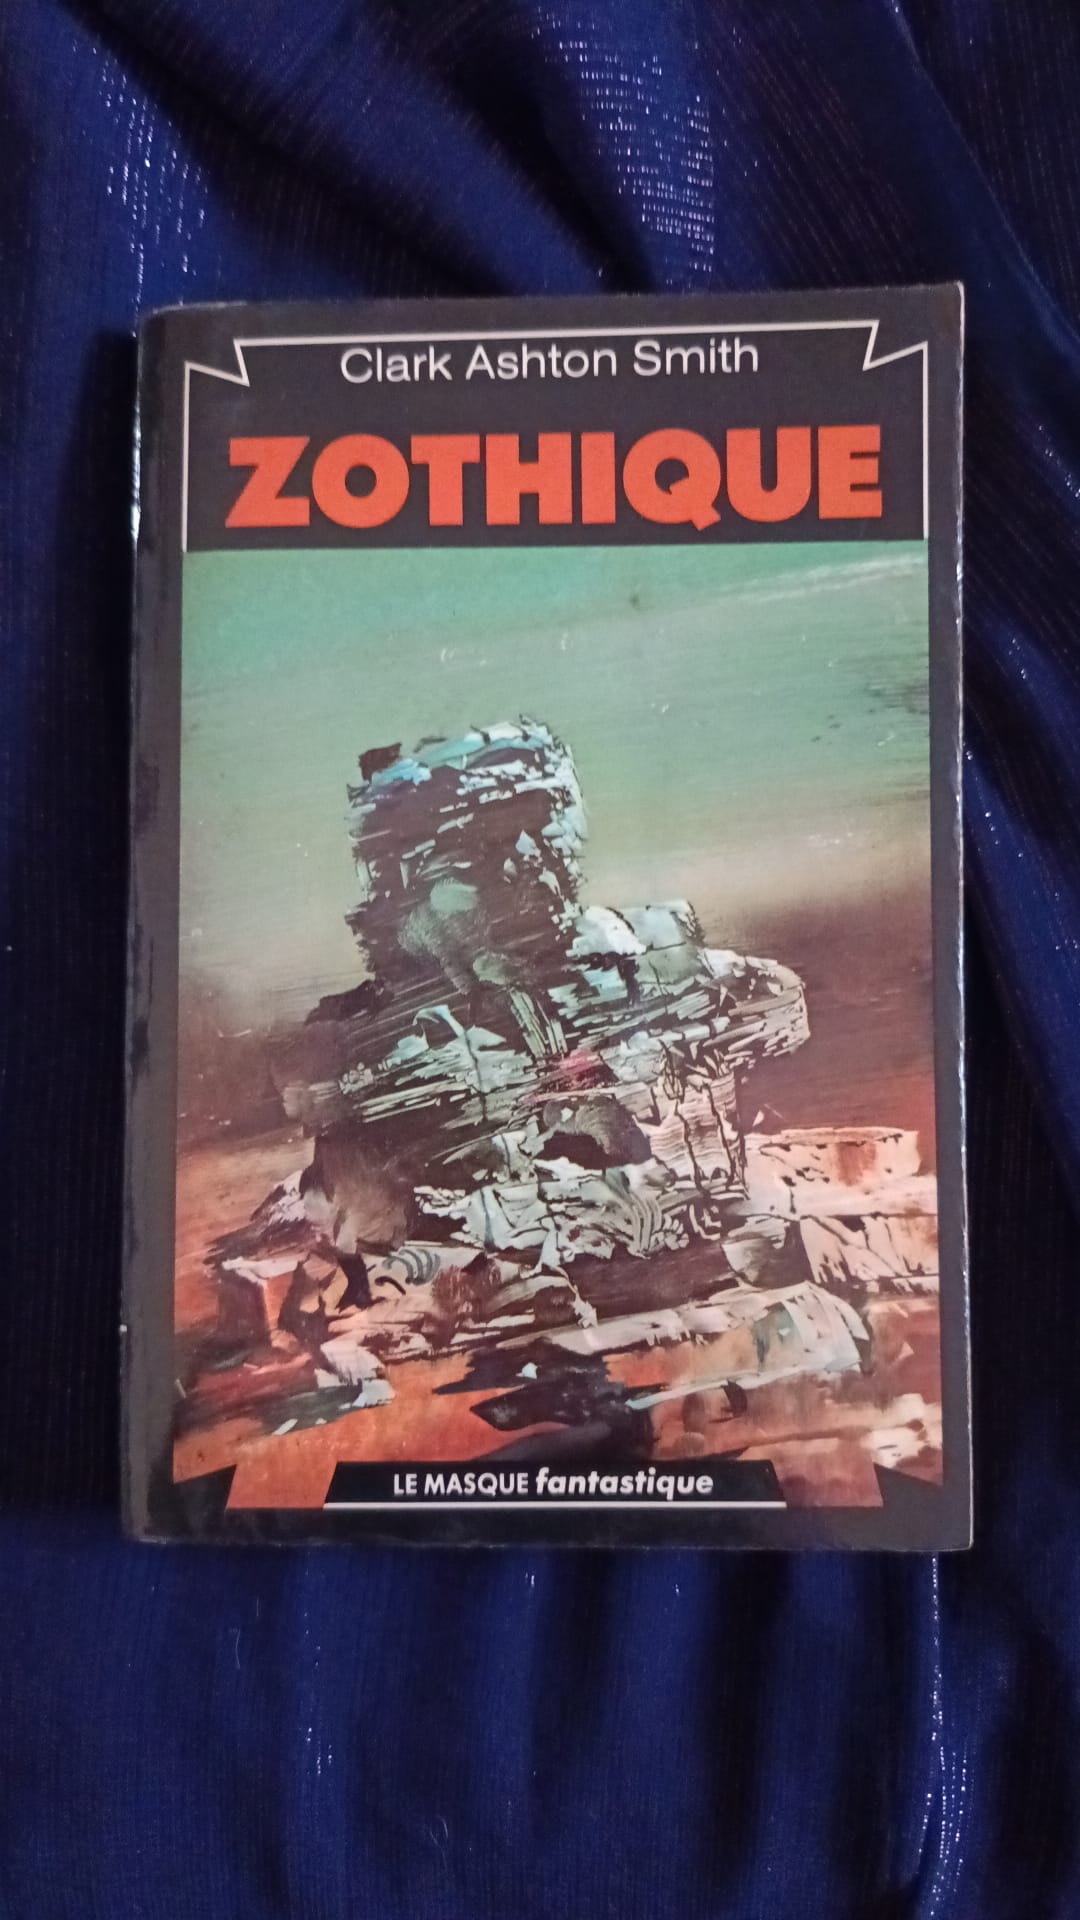 Clark Ashton Smith
ZOTHIQUE
LE MASQUE fantastique